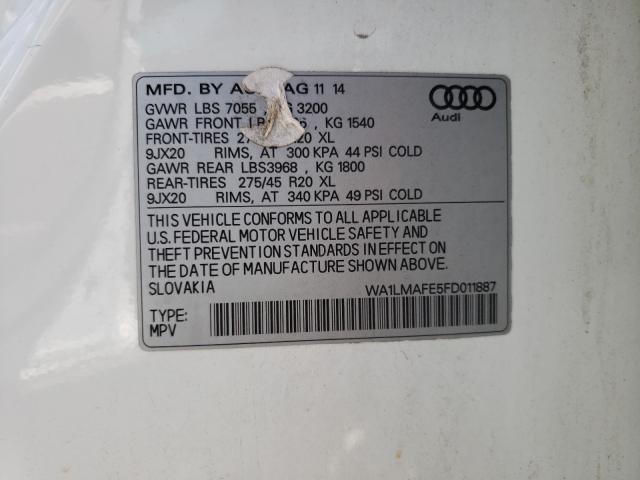 MFD. BY AG 11 14
GVWR LBS 7055 3200
GAWR FRONT , KG 1540
FRONT-TIRES XL
9JX20 RIMS, AT 300 KPA 44 PSI COLD
GAWR REAR LBS3968 , KG 1800
REAR-TIRES 275/45 R20 XL
9JX20 RIMS, AT 340 KPA 49 PSI COLD
Audi
THIS VEHICLE CONFORMS TO ALL APPLICABLE
U.S. FEDERAL MOTOR VEHICLE SAFETY AND
THEFT PREVENTION STANDARDS IN EFFECT ON
THE DATE OF MANUFACTURE SHOWN ABOVE.
SLOVAKIA
WA1LMAFE5FD011887
TYPE:
MPV